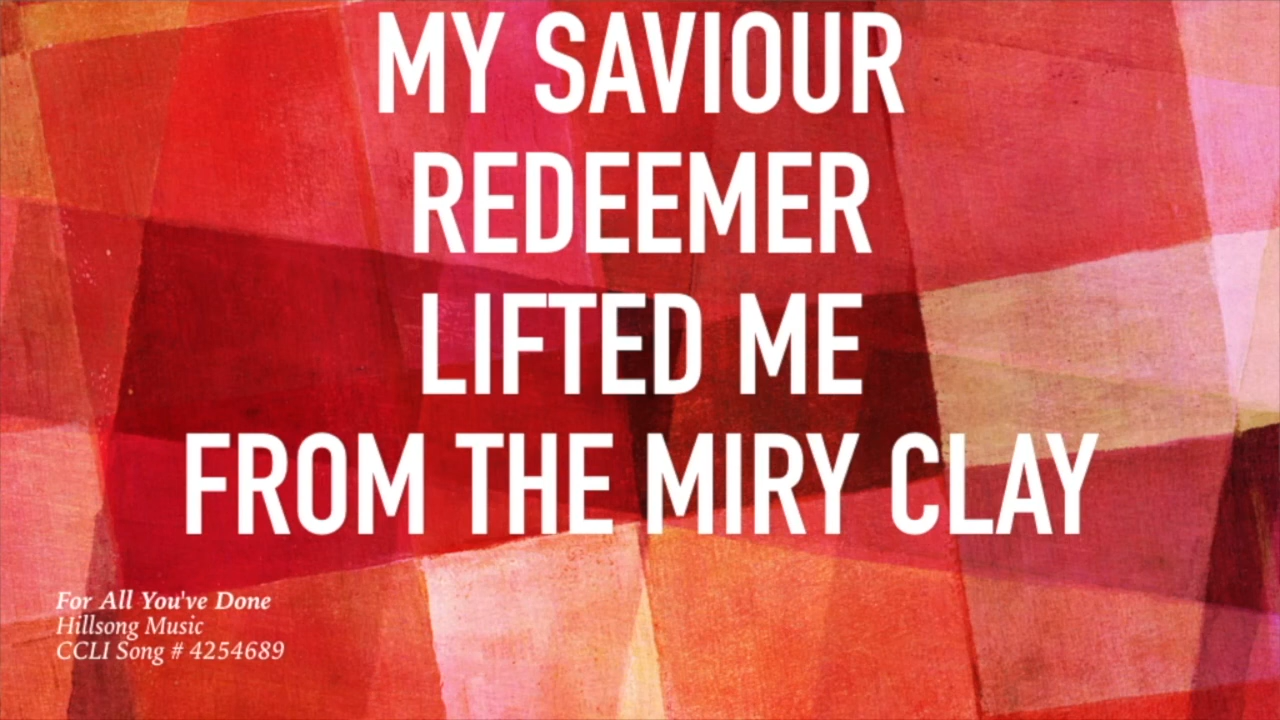 MY SAVIOUR
REDEEMER
LIFTED ME
FROM THE MIRY CLAY
For All You've Done
Hillsong Music
CCLI Song # 4254689